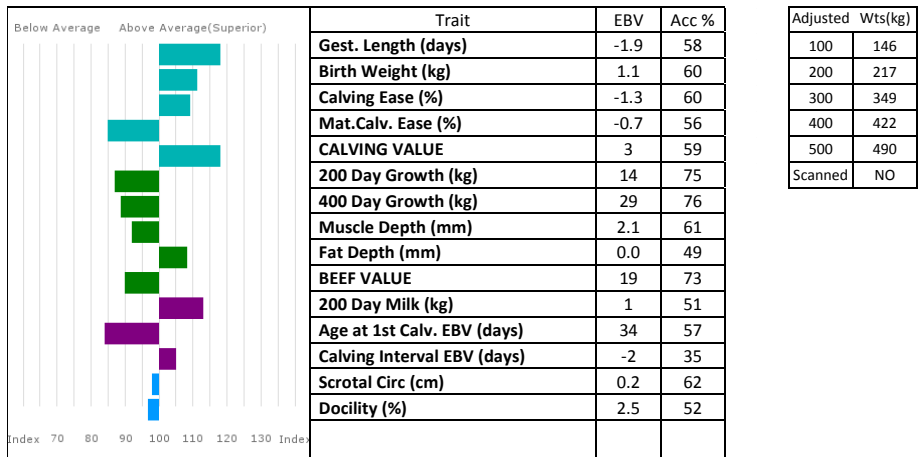 Below Average Above Average(Superior)
Trait EBV Acc %
Gest. Length (days) -1.9 58
Birth Weight (kg) 1.1 60
Calving Ease (%) -1.3 60
Mat.Calv. Ease (%) -0.7 56
CALVING VALUE 3 59
200 Day Growth (kg) 14 75
400 Day Growth (kg) 29 76
Muscle Depth (mm) 2.1 61
Fat Depth (mm) 0.0 49
BEEF VALUE 19 73
200 Day Milk (kg) 1 51
Age at 1st Calv. EBV (days) 34 57
Calving Interval EBV (days) -2 35
Scrotal Circ (cm) 0.2 62
Docility (%) 2.5 52
Index 70 80 90 100 110 120 130 Index
Adjusted Wts(kg)
100 146
200 217
300 349
400 422
500 490
Scanned NO